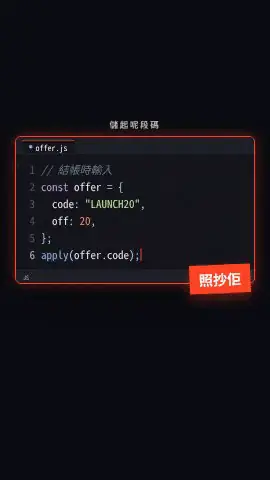 儲起呢段碼
* offer.js
1 // 結帳時輸入
2 const offer = {
3 code: "LAUNCH20",
4 off: 20,
5 };
6 apply(offer.code);
JS
照抄佢